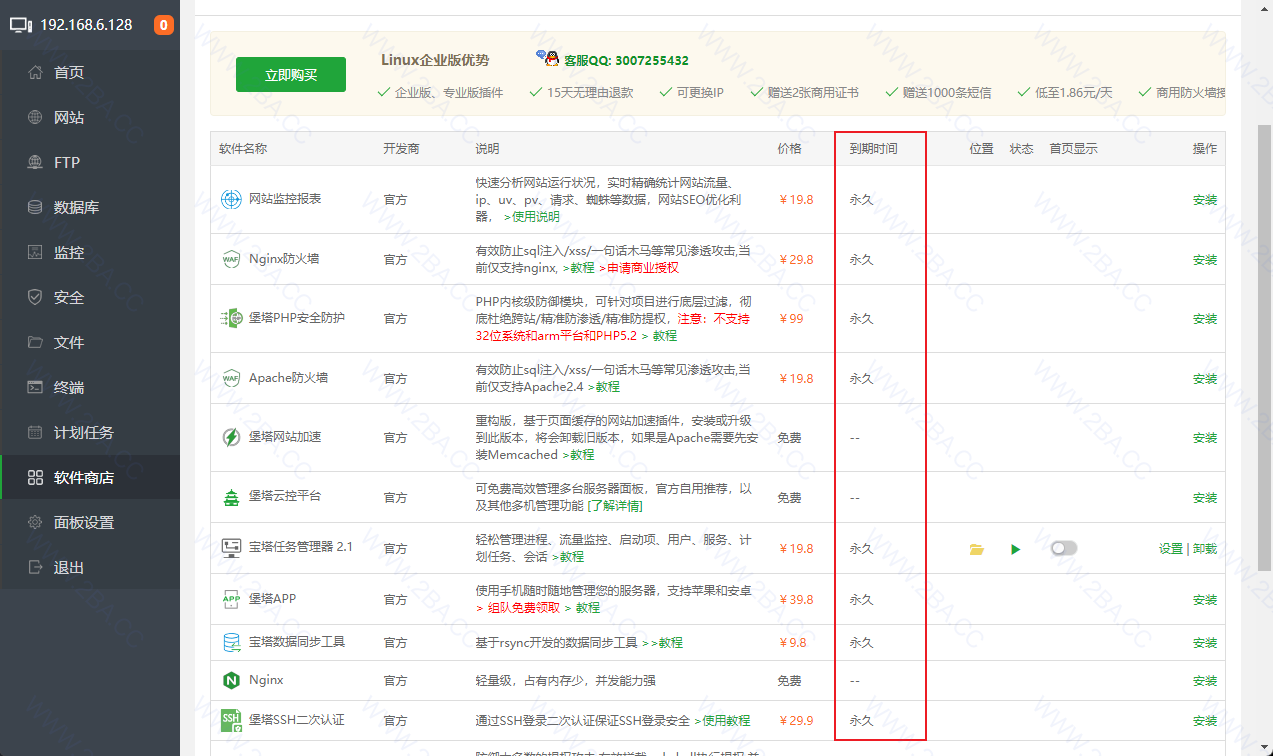 192.168.6.128
0
首页
网站
FTP
数据库
监控
安全
文件
终端
计划任务
软件商店
面板设置
退出
立即购买
Linux企业版优势
客服QQ: 3007255432
企业版、专业版插件
15天无理由退款
可更换IP
赠送2张商用证书
赠送1000条短信
低至1.86元/天
商用防火墙授
软件名称 开发商 说明 价格 到期时间 位置 状态 首页显示 操作
网站监控报表 官方
快速分析网站运行状况，实时精确统计网站流量、
ip、uv、pv、请求、蜘蛛等数据，网站SEO优化利
器， >使用说明
￥19.8 永久 安装
Nginx防火墙 官方
有效防止sql注入/xss/一句话木马等常见渗透攻击,当
前仅支持nginx, >教程 >申请商业授权
￥29.8 永久 安装
堡塔PHP安全防护 官方
PHP内核级防御模块，可针对项目进行底层过滤，彻
底杜绝跨站/精准防渗透/精准防提权，注意：不支持
32位系统和arm平台和PHP5.2 > 教程
￥99 永久 安装
Apache防火墙 官方
有效防止sql注入/xss/一句话木马等常见渗透攻击,当
前仅支持Apache2.4 >教程
￥19.8 永久 安装
堡塔网站加速 官方
重构版，基于页面缓存的网站加速插件，安装或升级
到此版本，将会卸载旧版本，如果是Apache需要先安
装Memcached >教程
免费 -- 安装
堡塔云控平台 官方
可免费高效管理多台服务器面板，官方自用推荐，以
及其他多机管理功能 [了解详情]
免费 -- 安装
宝塔任务管理器 2.1 官方
轻松管理进程、流量监控、启动项、用户、服务、计
划任务、会话 >教程
￥19.8 永久 设置 | 卸载
APP
堡塔APP 官方
使用手机随时随地管理您的服务器，支持苹果和安卓
> 组队免费领取 > 教程
￥39.8 永久 安装
宝塔数据同步工具 官方 基于rsync开发的数据同步工具 >>教程 ￥9.8 永久 安装
Nginx 官方 轻量级，占有内存少，并发能力强 免费 -- 安装
SSH
堡塔SSH二次认证 官方 通过SSH登录二次认证保证SSH登录安全 >使用教程 ￥29.9 永久 安装
WWW.2BA.CC